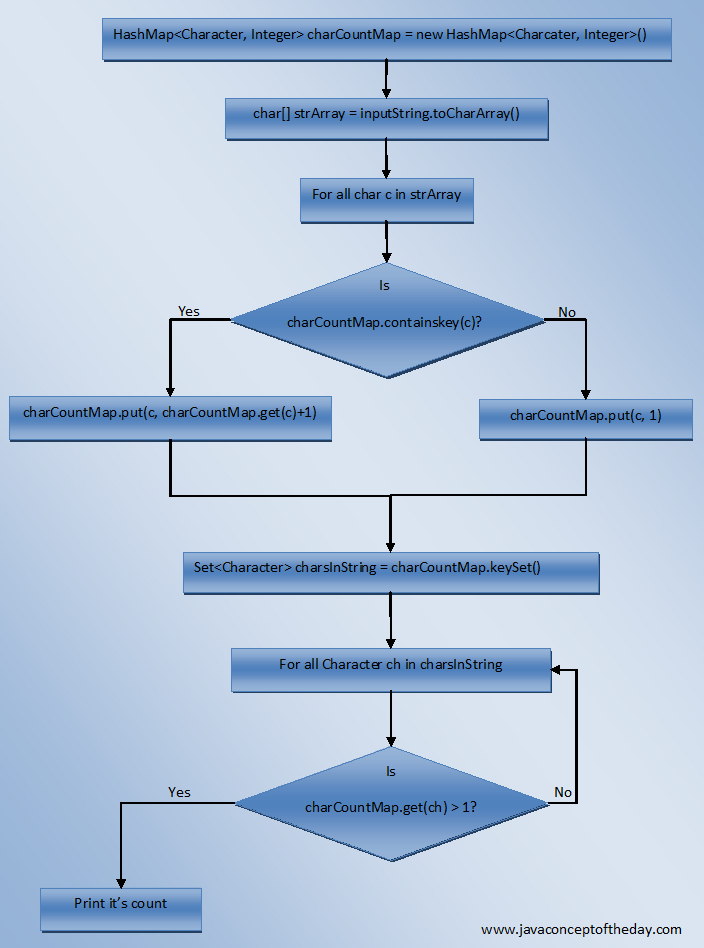 HashMap<Character, Integer> charCountMap = new HashMap<Charcater, Integer>()
char[] strArray = inputString.toCharArray()
For all char c in strArray
Is
charCountMap.containskey(c)?
Yes
No
charCountMap.put(c, charCountMap.get(c)+1)
charCountMap.put(c, 1)
Set<Character> charsInString = charCountMap.keySet()
For all Character ch in charsInString
Is
charCountMap.get(ch) > 1?
Yes
No
Print it’s count
www.javaconceptoftheday.com